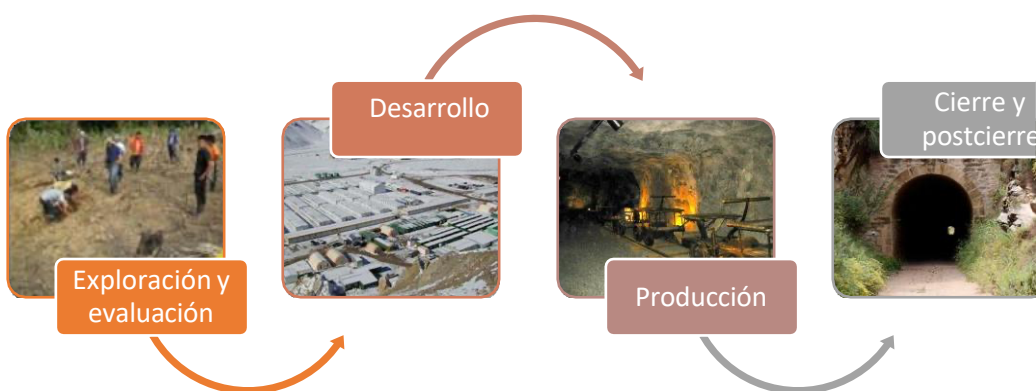 Exploración y
evaluación
Desarrollo
Producción
Cierre y
postcierre